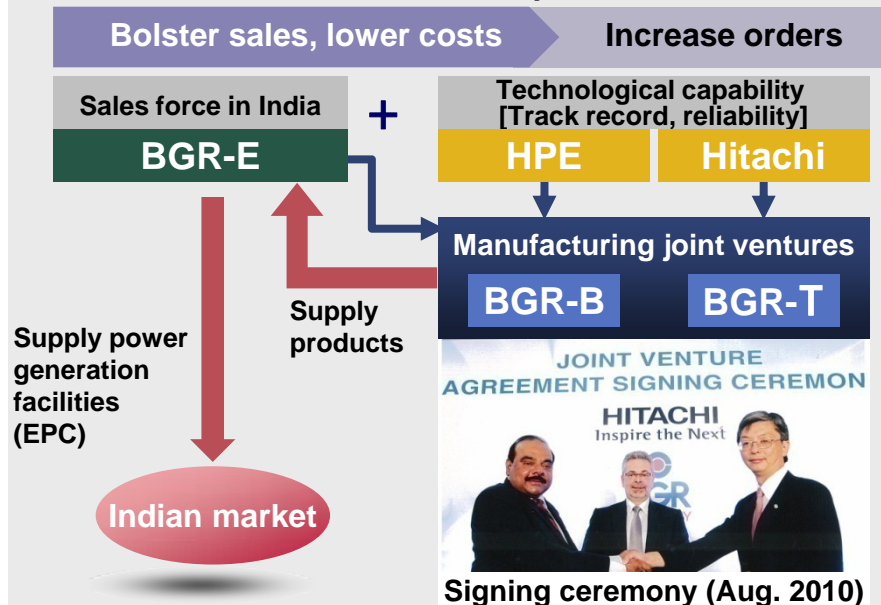 Bolster sales, lower costs
Increase orders
Sales force in India
BGR-E
+
Technological capability
[Track record, reliability]
HPE
Hitachi
Manufacturing joint ventures
BGR-B
BGR-T
Supply
products
Supply power
generation
facilities
(EPC)
Indian market
JOINT VENTURE
AGREEMENT SIGNING CEREMON
HITACHI
Inspire the Next
Signing ceremony (Aug. 2010)